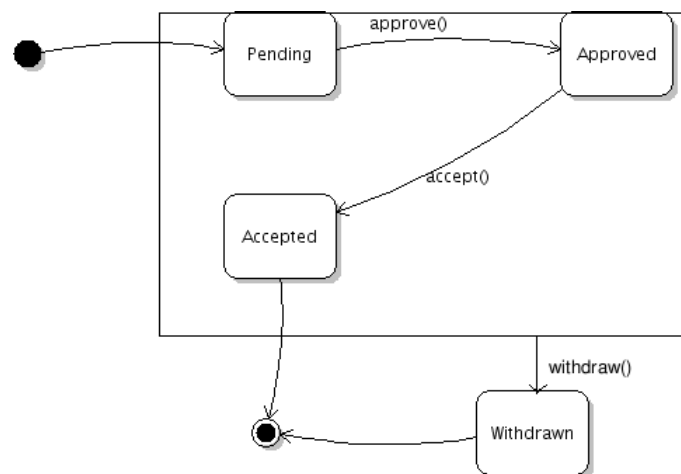 approve()
Pending
Approved
accept()
Accepted
withdraw()
Withdrawn